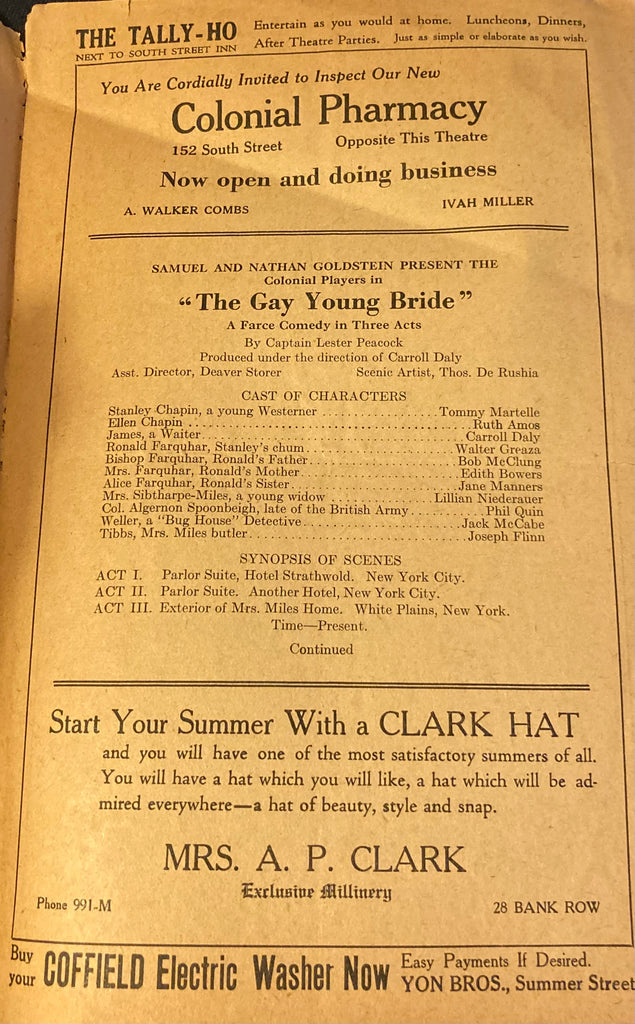 THE TALLY-HO
NEXT TO SOUTH STREET INN
Entertain as you would at home. Luncheons, Dinners,
After Theatre Parties. Just as simple or elaborate as you wish.
You Are Cordially Invited to Inspect Our New
Colonial Pharmacy
152 South Street Opposite This Theatre
Now open and doing business
A. WALKER COMBS IVAH MILLER
SAMUEL AND NATHAN GOLDSTEIN PRESENT THE
Colonial Players in
"The Gay Young Bride"
A Farce Comedy in Three Acts
By Captain Lester Peacock
Produced under the direction of Carroll Daly
Asst. Director, Deaver Storer Scenic Artist, Thos. De Rushia
CAST OF CHARACTERS
Stanley Chapin, a young Westerner ................Tommy Martelle
Ellen Chapin ........................................Ruth Amos
James, a Waiter.....................................Carroll Daly
Ronald Farquhar, Stanley's chum.....................Walter Greaza
Bishop Farquhar, Ronald's Father....................Bob McClung
Mrs. Farquhar, Ronald's Mother......................Edith Bowers
Alice Farquhar, Ronald's Sister.....................Jane Manners
Mrs. Sibtharpe-Miles, a young widow ..............Lillian Niederauer
Col. Algernon Spoonbeigh, late of the British Army...........Phil Quin
Weller, a "Bug House" Detective.....................Jack McCabe
Tibbs, Mrs. Miles butler............................Joseph Flinn
SYNOPSIS OF SCENES
ACT I. Parlor Suite, Hotel Strathwold. New York City.
ACT II. Parlor Suite. Another Hotel, New York City.
ACT III. Exterior of Mrs. Miles Home. White Plains, New York.
Time—Present.
Continued
Start Your Summer With a CLARK HAT
and you will have one of the most satisfactory summers of all.
You will have a hat which you will like, a hat which will be ad-
mired everywhere—a hat of beauty, style and snap.
MRS. A. P. CLARK
Exclusive Millinery
Phone 991-M 28 BANK ROW
Buy your COFFIELD Electric Washer Now
Easy Payments If Desired.
YON BROS., Summer Street